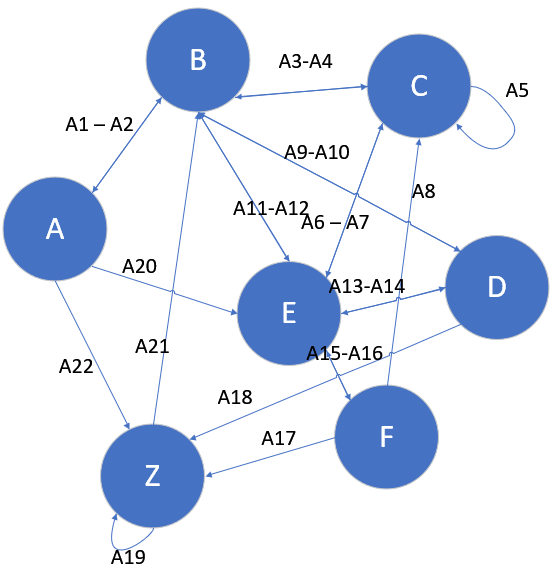 B
A3-A4
C
A5
A1 – A2
A9-A10
A8
A11-A12
A6 – A7
A
A20
E
A13-A14
D
A21
A15-A16
A22
A18
F
A17
Z
A19